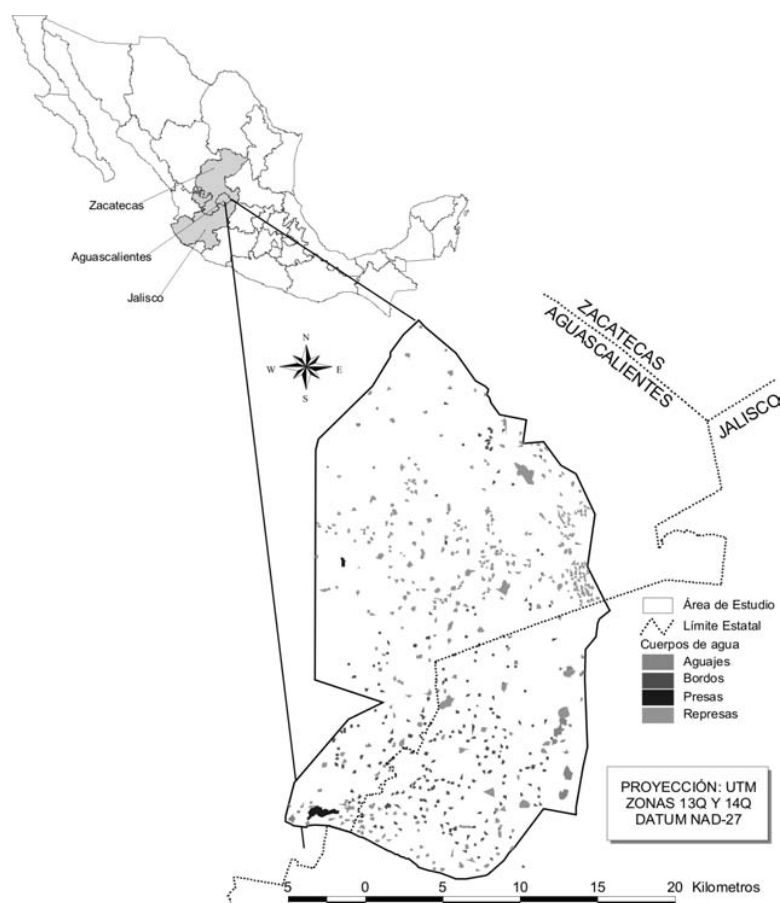 Zacatecas
Aguascalientes
Jalisco
N
W E
S
ZACATECAS
AGUASCALIENTES
JALISCO
Área de Estudio
Límite Estatal
Cuerpos de agua
Aguajes
Bordos
Presas
Represas
PROYECCIÓN: UTM
ZONAS 13Q Y 14Q
DATUM NAD-27
5 0 5 10 15 20 Kilometros